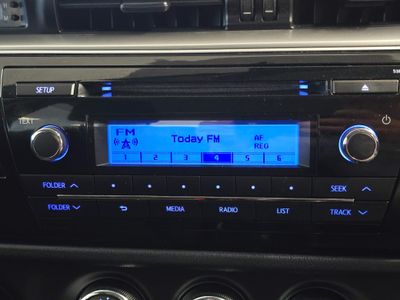 SETUP
TEXT
FM
Today FM
AF
REG
1 2 3 4 5 6
FOLDER
SEEK
FOLDER
MEDIA
RADIO
LIST
TRACK